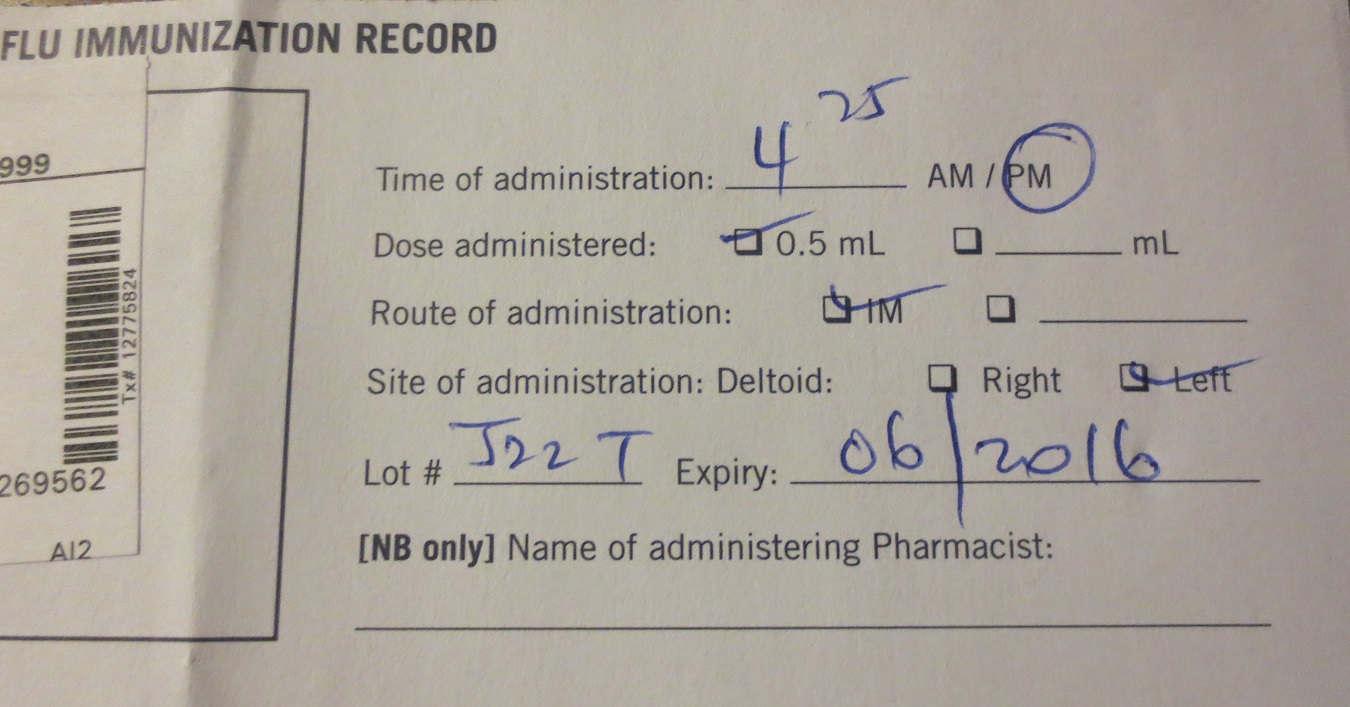 FLU IMMUNIZATION RECORD
999
Tx# 12775824
269562
AI2
Time of administration: 4 25 AM / PM
Dose administered: 0.5 mL mL
Route of administration: IM
Site of administration: Deltoid: Right Left
Lot # J22 T Expiry: 06/2016
[NB only] Name of administering Pharmacist: